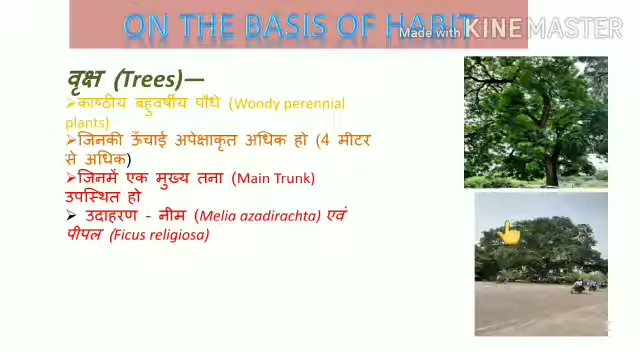 ON THE BASIS OF HABIT
Made with KINEMASTER
वृक्ष (Trees)—
➢काष्ठीय बहुवर्षीय पौधे (Woody perennial
plants)
➢जिनकी ऊँचाई अपेक्षाकृत अधिक हो (4 मीटर
से अधिक)
➢जिनमें एक मुख्य तना (Main Trunk)
उपस्थित हो
➢ उदाहरण - नीम (Melia azadirachta) एवं
पीपल (Ficus religiosa)